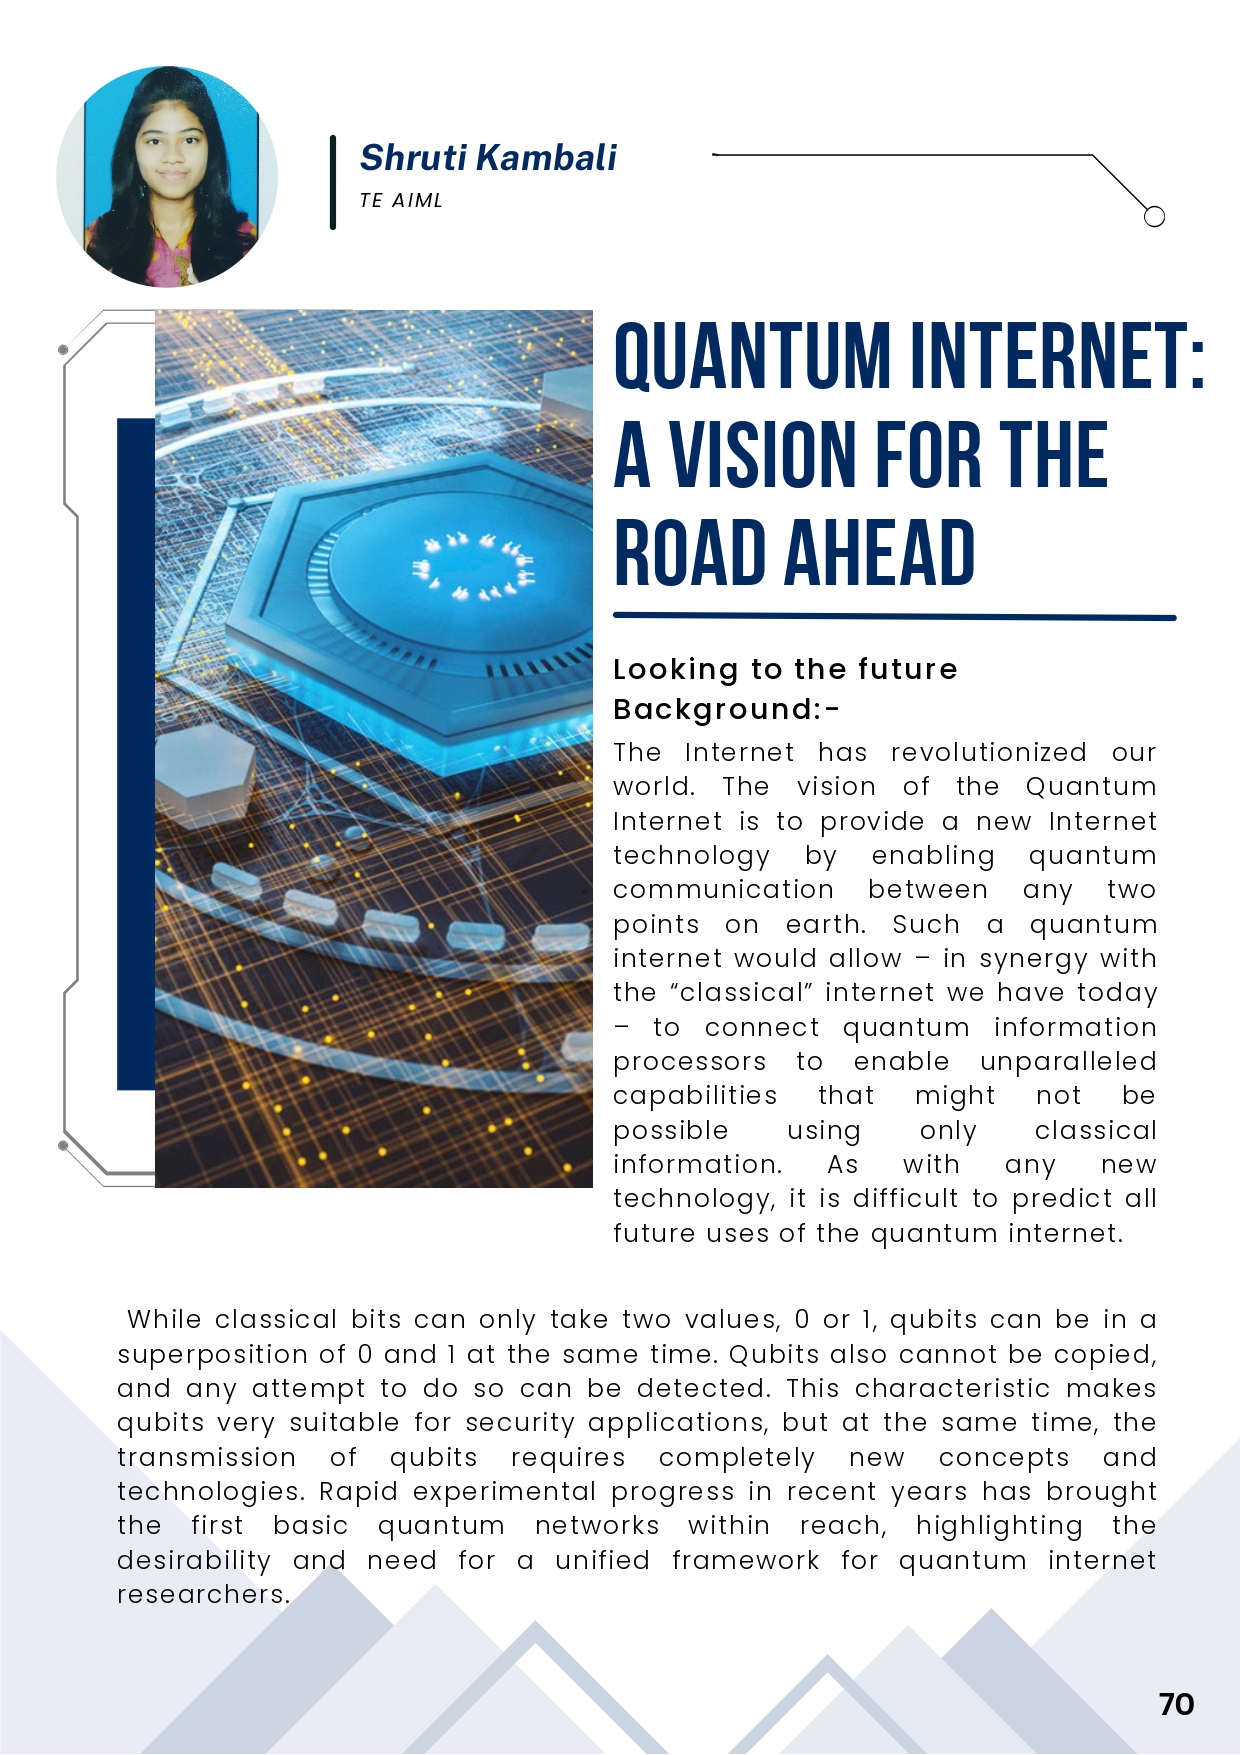 Shruti Kambali
TE AIML
QUANTUM INTERNET:
A VISION FOR THE
ROAD AHEAD
Looking to the future
Background:-
The Internet has revolutionized our
world. The vision of the Quantum
Internet is to provide a new Internet
technology by enabling quantum
communication between any two
points on earth. Such a quantum
internet would allow – in synergy with
the “classical” internet we have today
– to connect quantum information
processors to enable unparalleled
capabilities that might not be
possible using only classical
information. As with any new
technology, it is difficult to predict all
future uses of the quantum internet.
While classical bits can only take two values, 0 or 1, qubits can be in a
superposition of 0 and 1 at the same time. Qubits also cannot be copied,
and any attempt to do so can be detected. This characteristic makes
qubits very suitable for security applications, but at the same time, the
transmission of qubits requires completely new concepts and
technologies. Rapid experimental progress in recent years has brought
the first basic quantum networks within reach, highlighting the
desirability and need for a unified framework for quantum internet
researchers.
70